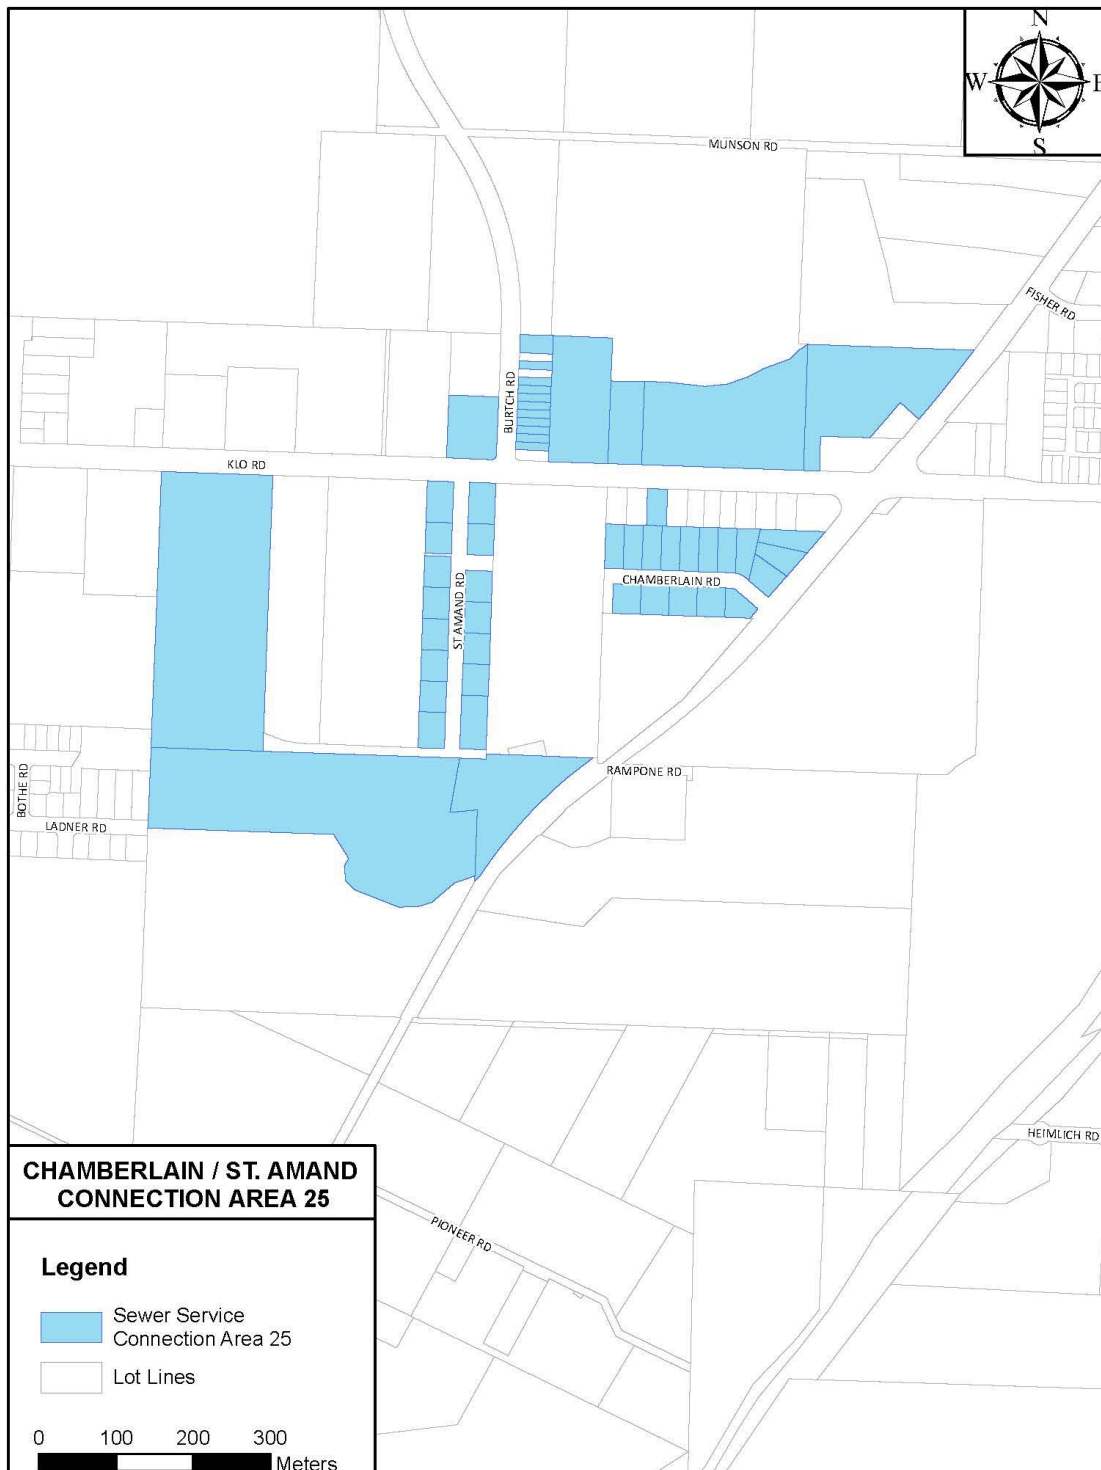 N
W
E
S
MUNSON RD
FISHER RD
BURTCH RD
KLO RD
ST AMAND RD
CHAMBERLAIN RD
RAMPONE RD
BOTHE RD
LADNER RD
HEIMLICH RD
PIONEER RD
CHAMBERLAIN / ST. AMAND
CONNECTION AREA 25
Legend
Sewer Service
Connection Area 25
Lot Lines
0 100 200 300
Meters